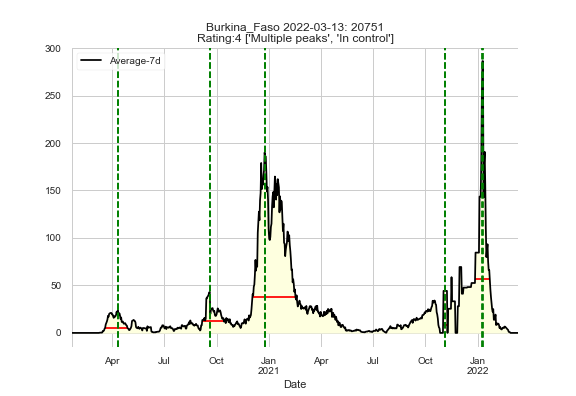 Burkina_Faso 2022-03-13: 20751
Rating:4 ['Multiple peaks', 'In control']
300
Average-7d
250
200
150
100
50
0
Apr Jul Oct Jan Apr Jul Oct Jan
2021 2022
Date